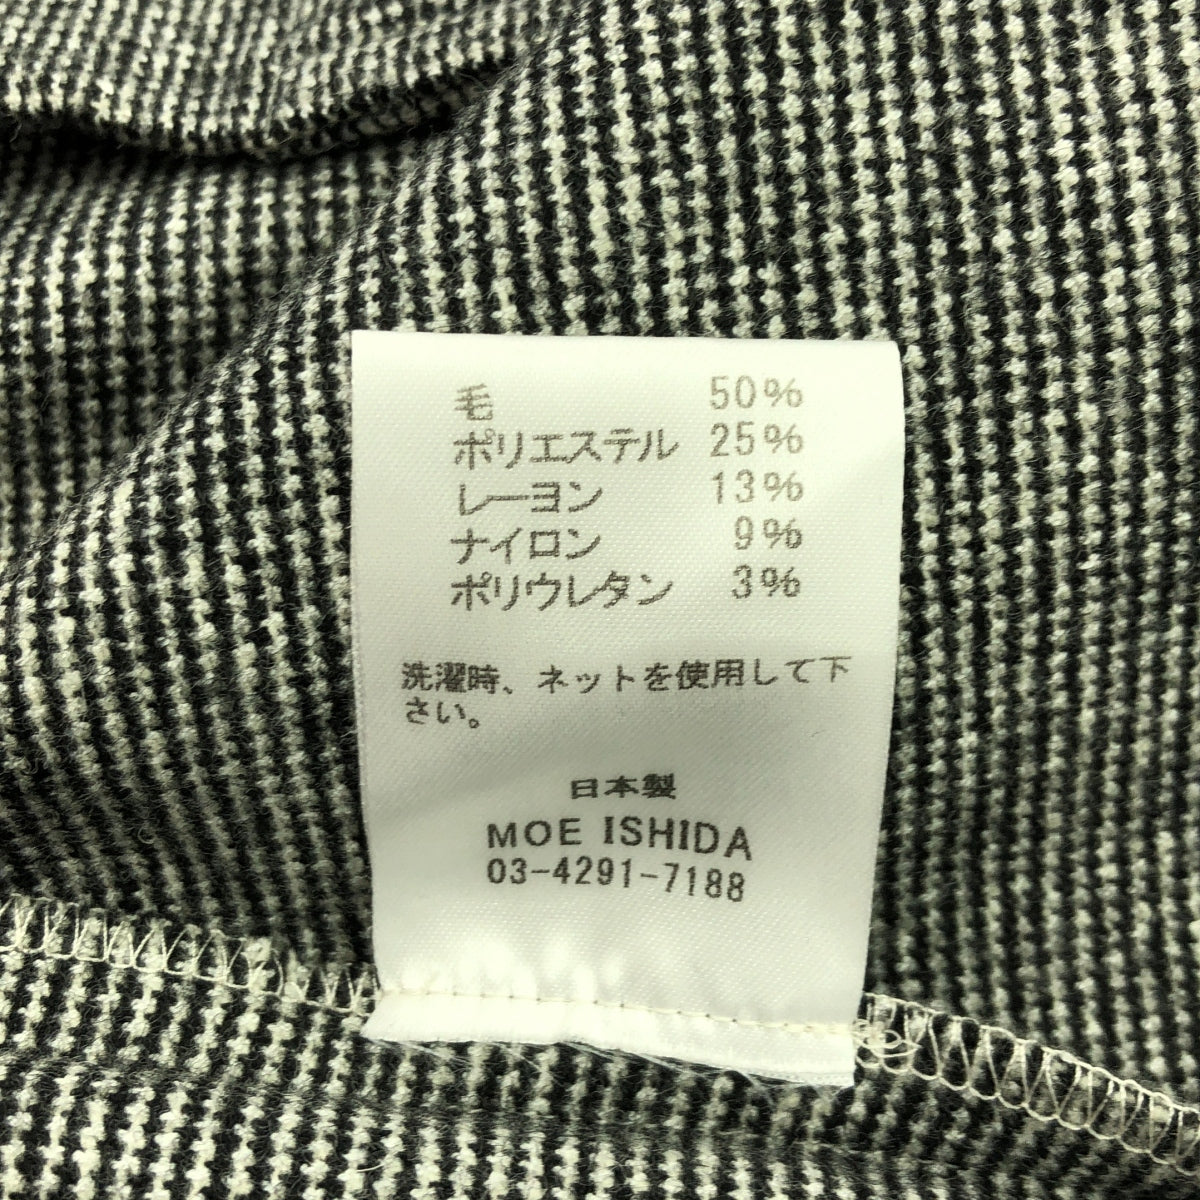 毛 50%
ポリエステル 25%
レーヨン 13%
ナイロン 9%
ポリウレタン 3%
洗濯時、ネットを使用して下
さい。
日本製
MOE ISHIDA
03-4291-7188